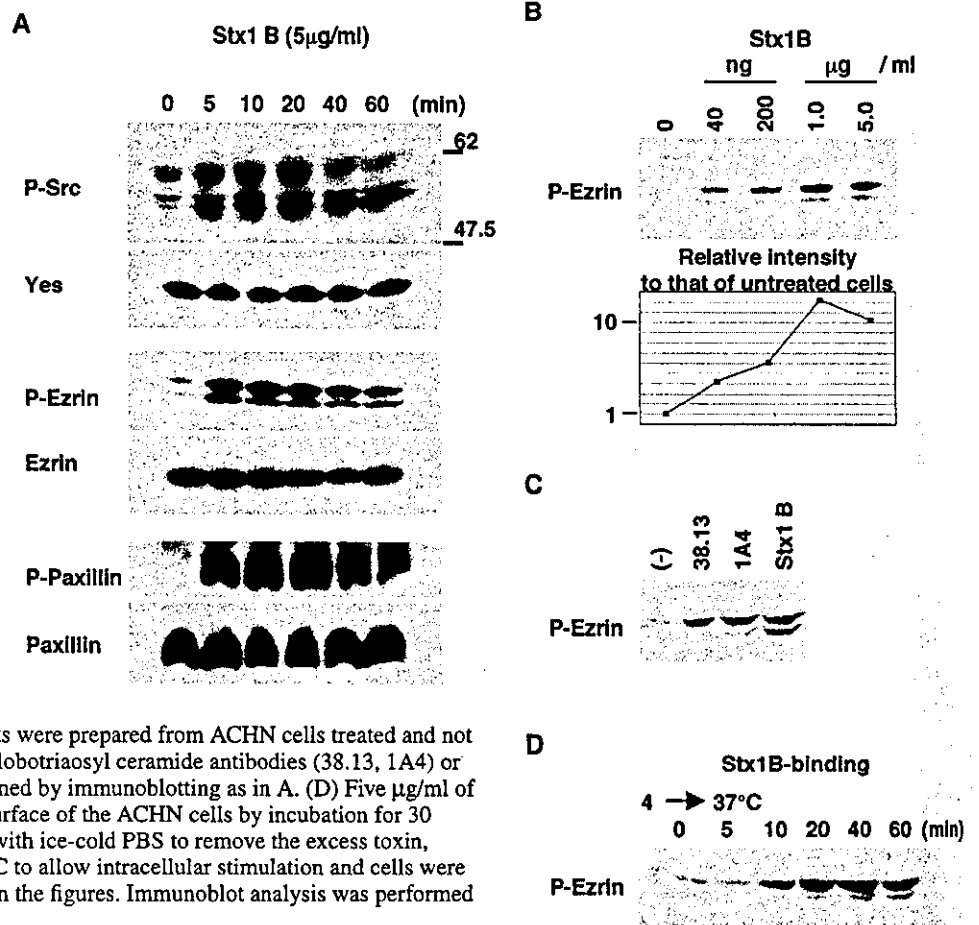 A
Stx1 B (5µg/ml)
0 5 10 20 40 60 (min)
62
P-Src
47.5
Yes
P-Ezrin
Ezrin
P-Paxillin
Paxillin
B
Stx1B
ng µg / ml
0 40 200 1.0 5.0
P-Ezrin
Relative intensity
to that of untreated cells
10
1
C
(-) 38.13 1A4 Stx1 B
P-Ezrin
ts were prepared from ACHN cells treated and not
lobotriaosyl ceramide antibodies (38.13, 1A4) or
ned by immunoblotting as in A. (D) Five µg/ml of
urface of the ACHN cells by incubation for 30
with ice-cold PBS to remove the excess toxin,
C to allow intracellular stimulation and cells were
n the figures. Immunoblot analysis was performed
D
Stx1B-binding
4 → 37°C
0 5 10 20 40 60 (min)
P-Ezrin